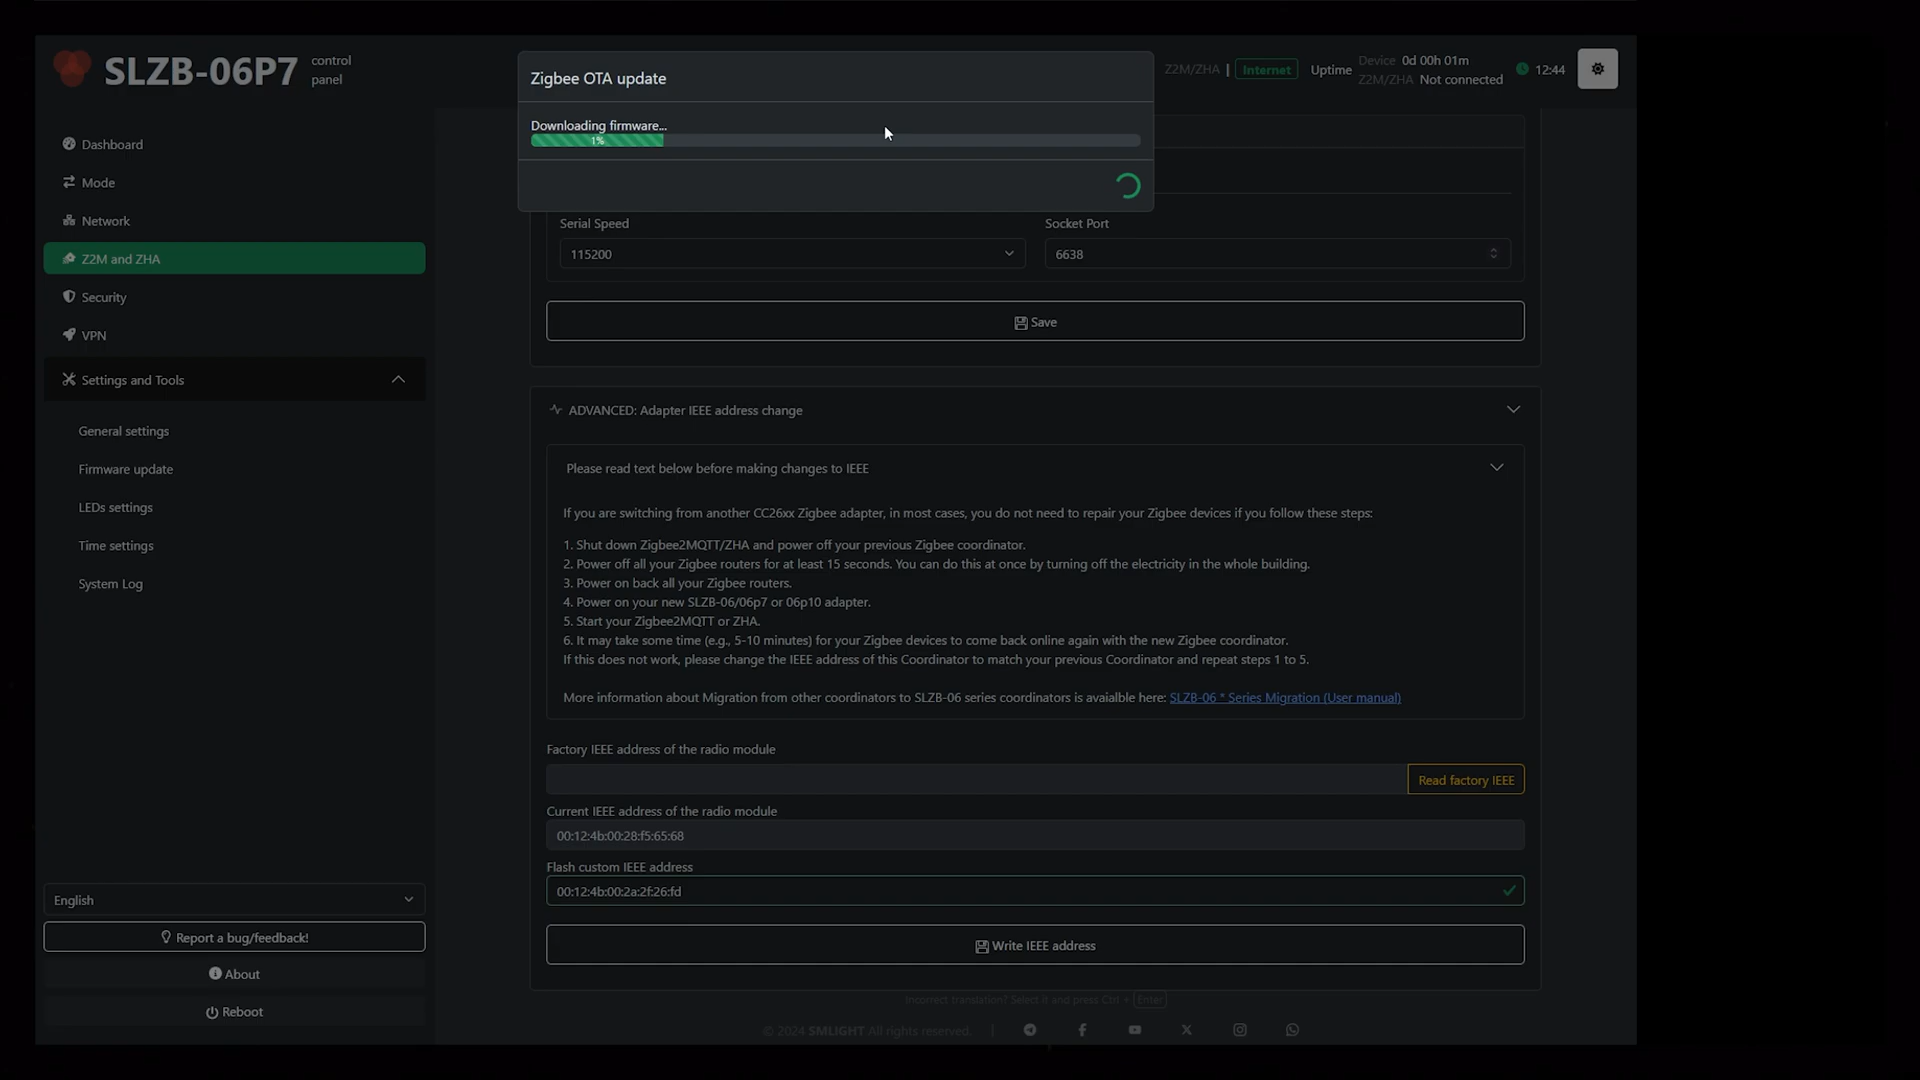 SLZB-06P7 control panel
Zigbee OTA update
Downloading firmware...
1%
Z2M/ZHA | Internet Uptime Device 0d 00h 01m
Z2M/ZHA Not connected
12:44
Dashboard
Mode
Network
Z2M and ZHA
Security
VPN
Settings and Tools
General settings
Firmware update
LEDs settings
Time settings
System Log
English
Report a bug/feedback!
About
Reboot
Serial Speed
115200
Socket Port
6638
Save
ADVANCED: Adapter IEEE address change
Please read text below before making changes to IEEE
If you are switching from another CC26xx Zigbee adapter, in most cases, you do not need to repair your Zigbee devices if you follow these steps:
1. Shut down Zigbee2MQTT/ZHA and power off your previous Zigbee coordinator.
2. Power off all your Zigbee routers for at least 15 seconds. You can do this at once by turning off the electricity in the whole building.
3. Power on back all your Zigbee routers.
4. Power on your new SLZB-06/06p7 or 06p10 adapter.
5. Start your Zigbee2MQTT or ZHA.
6. It may take some time (e.g., 5-10 minutes) for your Zigbee devices to come back online again with the new Zigbee coordinator.
If this does not work, please change the IEEE address of this Coordinator to match your previous Coordinator and repeat steps 1 to 5.
More information about Migration from other coordinators to SLZB-06 series coordinators is avaialble here: SLZB-06 * Series Migration (User manual)
Factory IEEE address of the radio module
Read factory IEEE
Current IEEE address of the radio module
00:12:4b:00:28:f5:65:68
Flash custom IEEE address
00:12:4b:00:2a:2f:26:fd
Write IEEE address
Incorrect translation? Select it and press Ctrl + Enter
© 2024 SMLIGHT All rights reserved. |